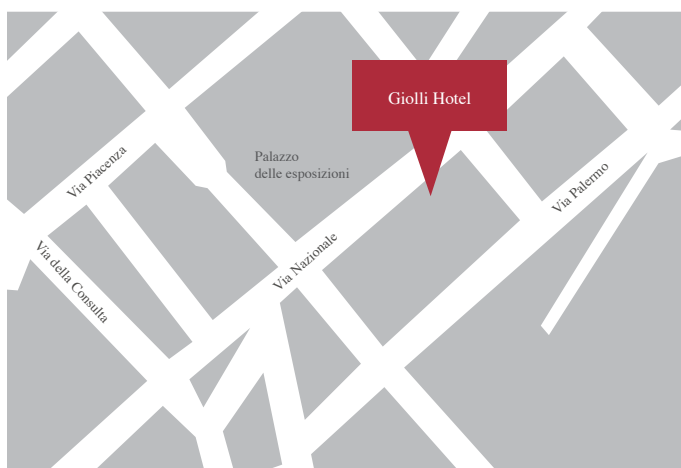 Giolli Hotel
Palazzo
delle esposizioni
Via Piacenza
Via Palermo
Via della Consulta
Via Nazionale